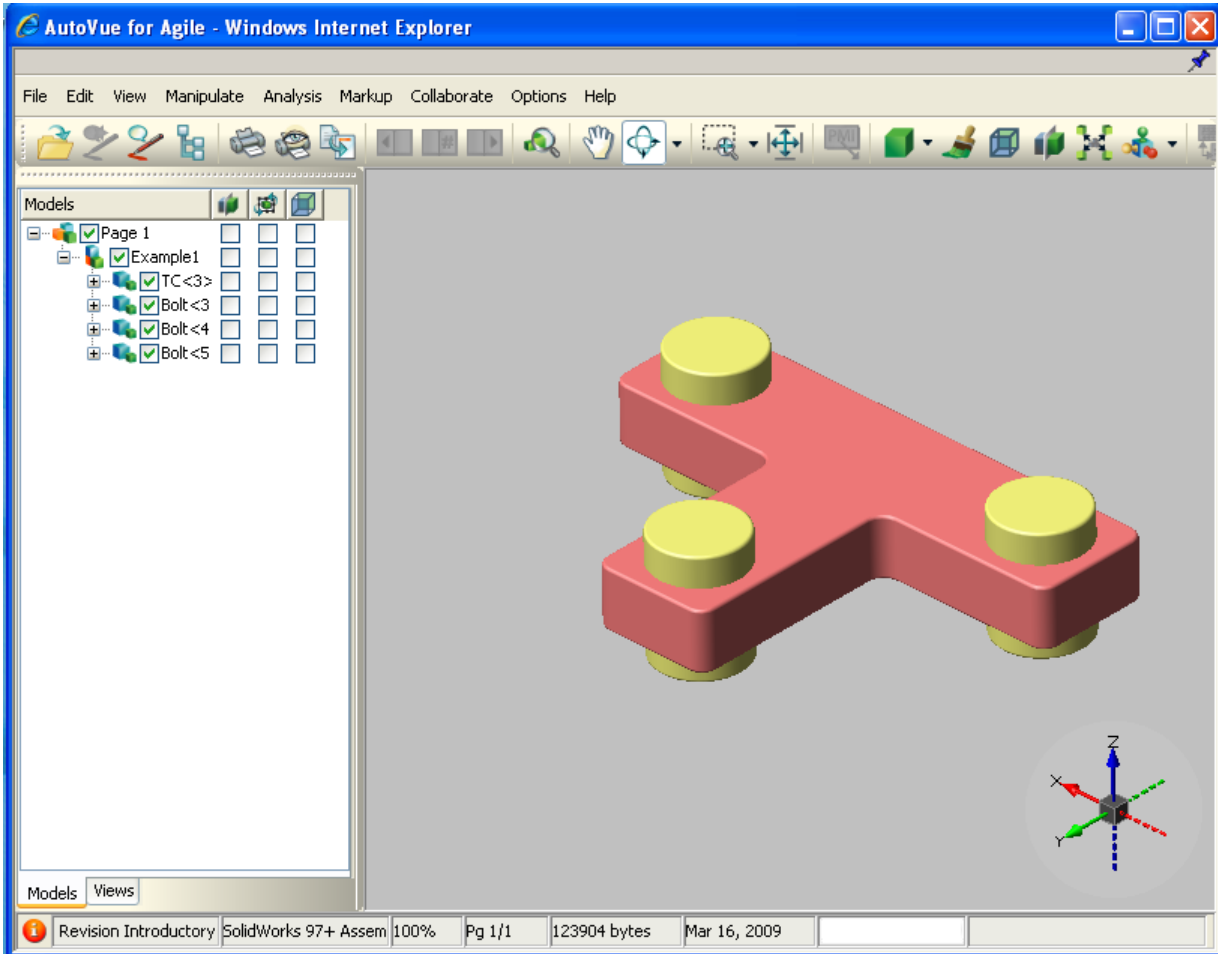 AutoVue for Agile - Windows Internet Explorer
File Edit View Manipulate Analysis Markup Collaborate Options Help
# PMI
Models
Page 1
Example1
TC<3>
Bolt<3
Bolt<4
Bolt<5
Z
X
Y
Models Views
Revision Introductory SolidWorks 97+ Assem 100% Pg 1/1 123904 bytes Mar 16, 2009